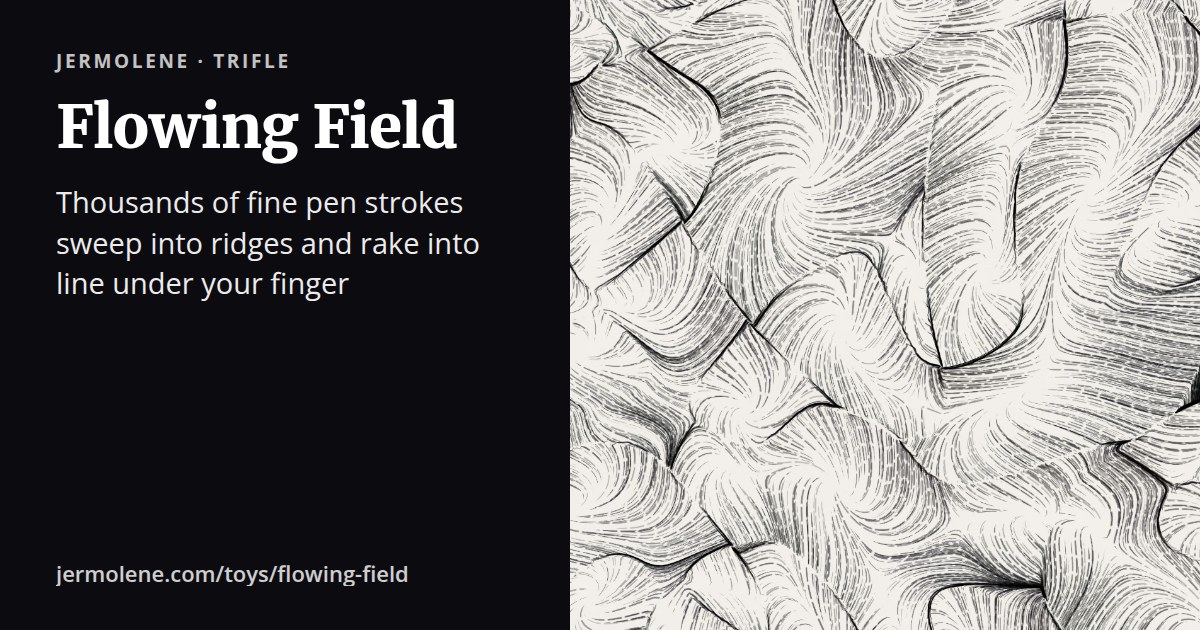 JERMOLENE · TRIFLE
Flowing Field
Thousands of fine pen strokes
sweep into ridges and rake into
line under your finger
jermolene.com/toys/flowing-field